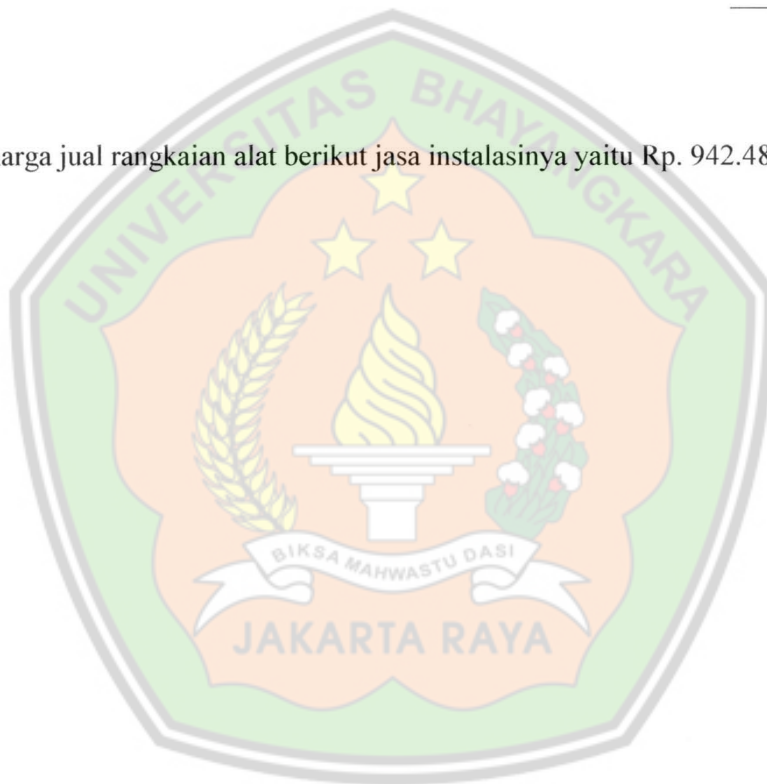 UNIVERSITAS BHAYANGKARA
arga jual rangkaian alat berikut jasa instalasinya yaitu Rp. 942.48
BIKSA MAHWASTU DASI
JAKARTA RAYA